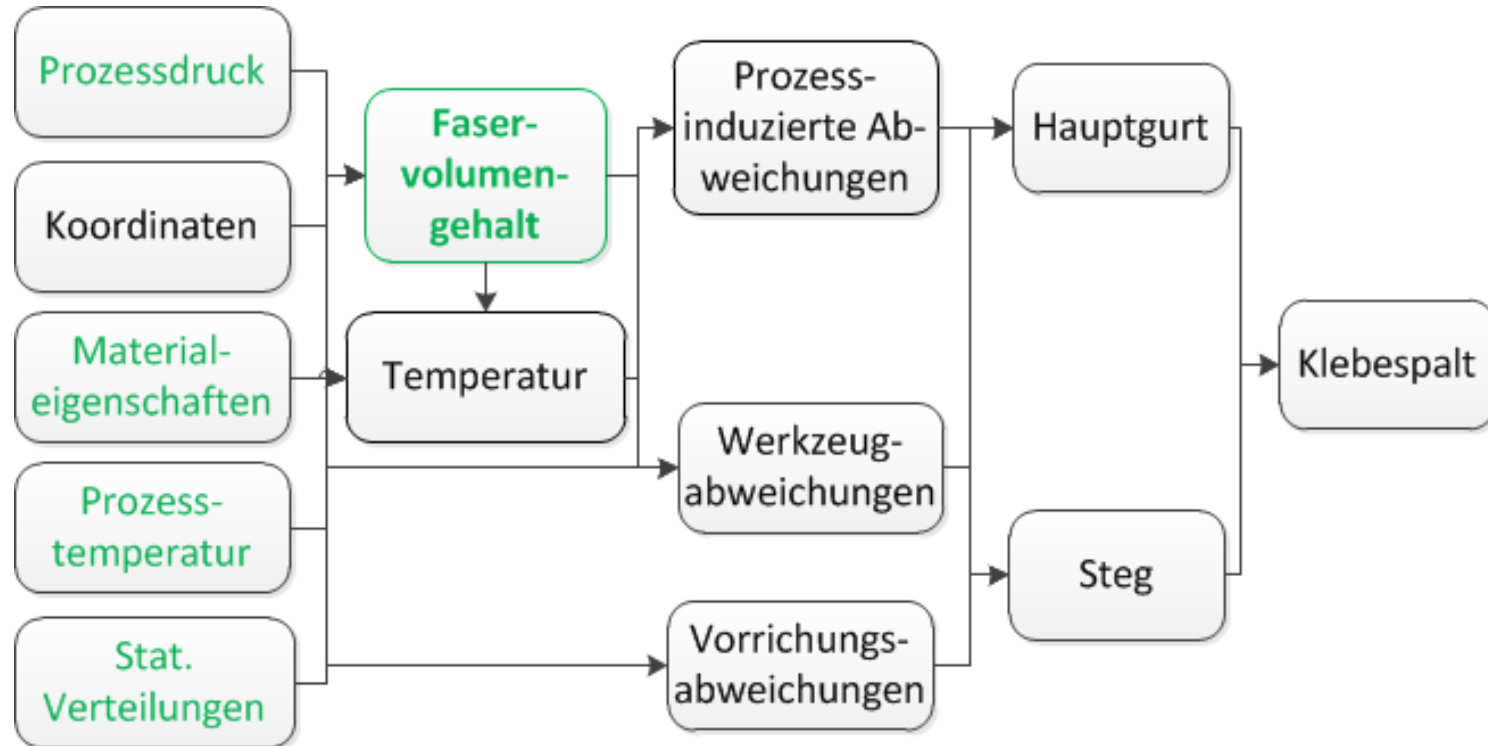 Prozessdruck
Koordinaten
Material-
eigenschaften
Prozess-
temperatur
Stat.
Verteilungen
Faser-
volumen-
gehalt
Temperatur
Prozess-
induzierte Ab-
weichungen
Werkzeug-
abweichungen
Vorrichungs-
abweichungen
Hauptgurt
Steg
Klebespalt